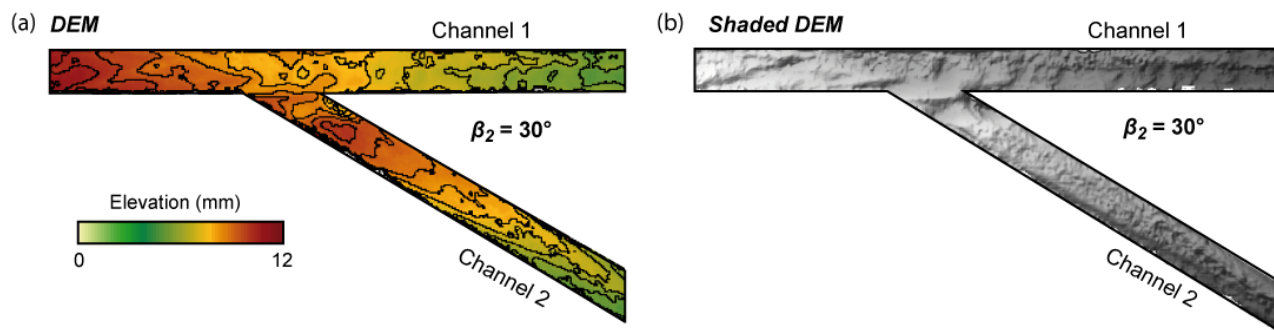 (a) DEM
Channel 1
β2 = 30°
Elevation (mm)
0 12
Channel 2
(b) Shaded DEM
Channel 1
β2 = 30°
Channel 2